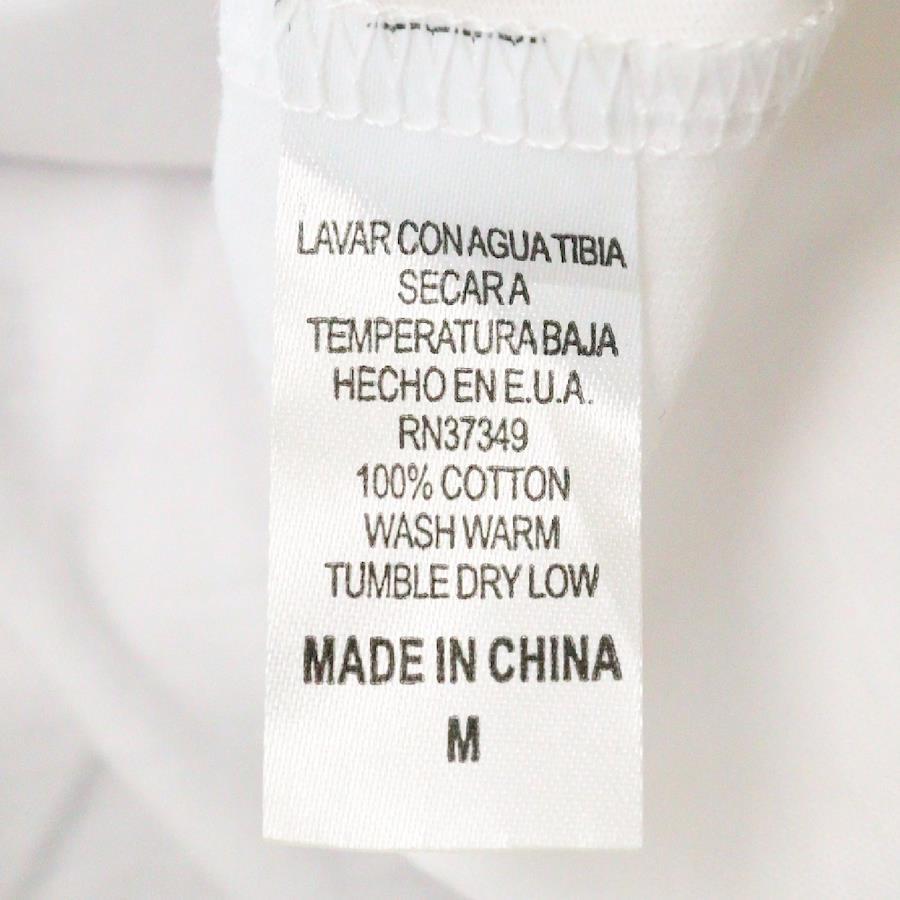 LAVAR CON AGUA TIBIA
SECAR A
TEMPERATURA BAJA
HECHO EN E.U.A.
RN37349
100% COTTON
WASH WARM
TUMBLE DRY LOW
MADE IN CHINA
M